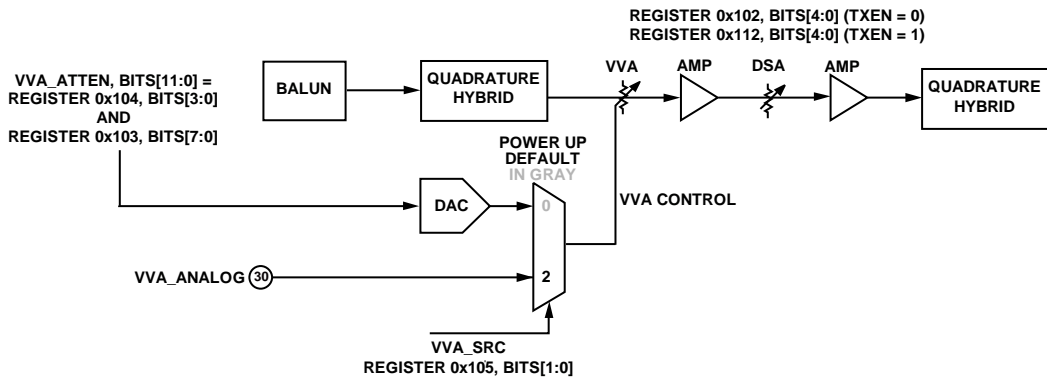 REGISTER 0x102, BITS[4:0] (TXEN = 0)
REGISTER 0x112, BITS[4:0] (TXEN = 1)
VVA_ATTEN, BITS[11:0] =
REGISTER 0x104, BITS[3:0]
AND
REGISTER 0x103, BITS[7:0]
BALUN
QUADRATURE
HYBRID
VVA
AMP
DSA
AMP
QUADRATURE
HYBRID
POWER UP
DEFAULT
IN GRAY
DAC
0
VVA CONTROL
VVA_ANALOG 30
2
VVA_SRC
REGISTER 0x105, BITS[1:0]